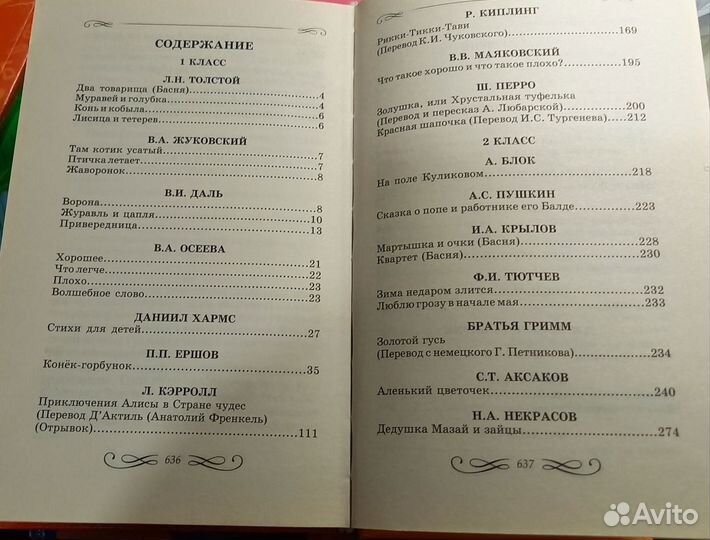 СОДЕРЖАНИЕ
1 КЛАСС
Л.Н. ТОЛСТОЙ
Два товарища (Басня)..........4
Муравей и голубка..........4
Конь и кобыла..........6
Лисица и тетерев..........6
В.А. ЖУКОВСКИЙ
Там котик усатый..........7
Птичка летает..........7
Жаворонок..........8
В.И. ДАЛЬ
Ворона..........8
Журавль и цапля..........10
Привередница..........13
В.А. ОСЕЕВА
Хорошее..........21
Что легче..........22
Плохо..........23
Волшебное слово..........23
ДАНИИЛ ХАРМС
Стихи для детей..........27
П.П. ЕРШОВ
Конёк-горбунок..........35
Л. КЭРРОЛЛ
Приключения Алисы в Стране чудес
(Перевод Д'Актиль (Анатолий Френкель)
(Отрывок)..........111
636
Р. КИПЛИНГ
Рикки-Тикки-Тави
(Перевод К.И. Чуковского)..........169
В.В. МАЯКОВСКИЙ
Что такое хорошо и что такое плохо?..........195
Ш. ПЕРРО
Золушка, или Хрустальная туфелька
(Перевод и пересказ А. Любарской)..........200
Красная шапочка (Перевод И.С. Тургенева)..........212
2 КЛАСС
А. БЛОК
На поле Куликовом..........218
А.С. ПУШКИН
Сказка о попе и работнике его Балде..........223
И.А. КРЫЛОВ
Мартышка и очки (Басня)..........228
Квартет (Басня)..........230
Ф.И. ТЮТЧЕВ
Зима недаром злится..........232
Люблю грозу в начале мая..........233
БРАТЬЯ ГРИММ
Золотой гусь
(Перевод с немецкого Г. Петникова)..........234
С.Т. АКСАКОВ
Аленький цветочек..........240
Н.А. НЕКРАСОВ
Дедушка Мазай и зайцы..........274
637
Avito